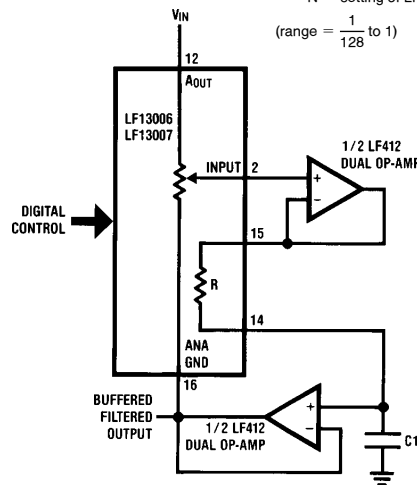 N = setting of LF
(range = 1/128 to 1)
VIN
12
AOUT
LF13006
LF13007
INPUT
2
1/2 LF412
DUAL OP-AMP
+
−
DIGITAL
CONTROL
15
R
14
ANA
GND
16
BUFFERED
FILTERED
OUTPUT
1/2 LF412
DUAL OP-AMP
+
−
C1